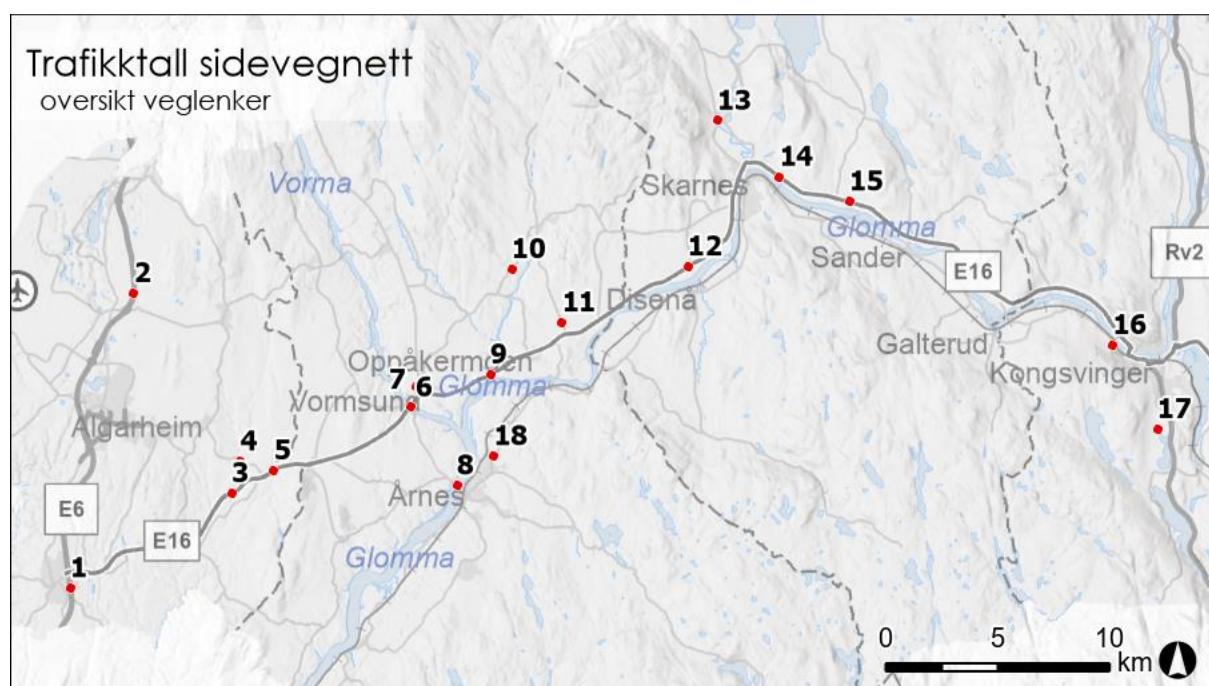 Trafikktall sidevegnett
oversikt veglenker
13
Vorma
14
Skarnes
15
Glomma
10
12
Sander
Rv2
2
E16
Disenå
11
16
Oppåkermoen
9
Galterud
7
6
Glomma
Kongsvinger
Vormsund
Algarheim
17
4
18
5
3
8
Årnes
E6
E16
Glomma
1
0
5
10
km